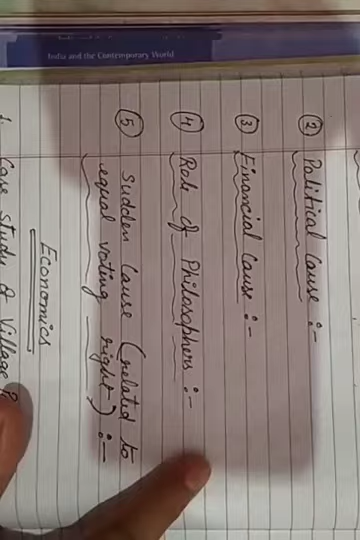 India and the Contemporary World
② Political Cause :-
③ Financial Cause :-
④ Role of Philosophers :-
⑤ Sudden Cause (related to
equal voting right) :-
Economics
1. Case Study of Village